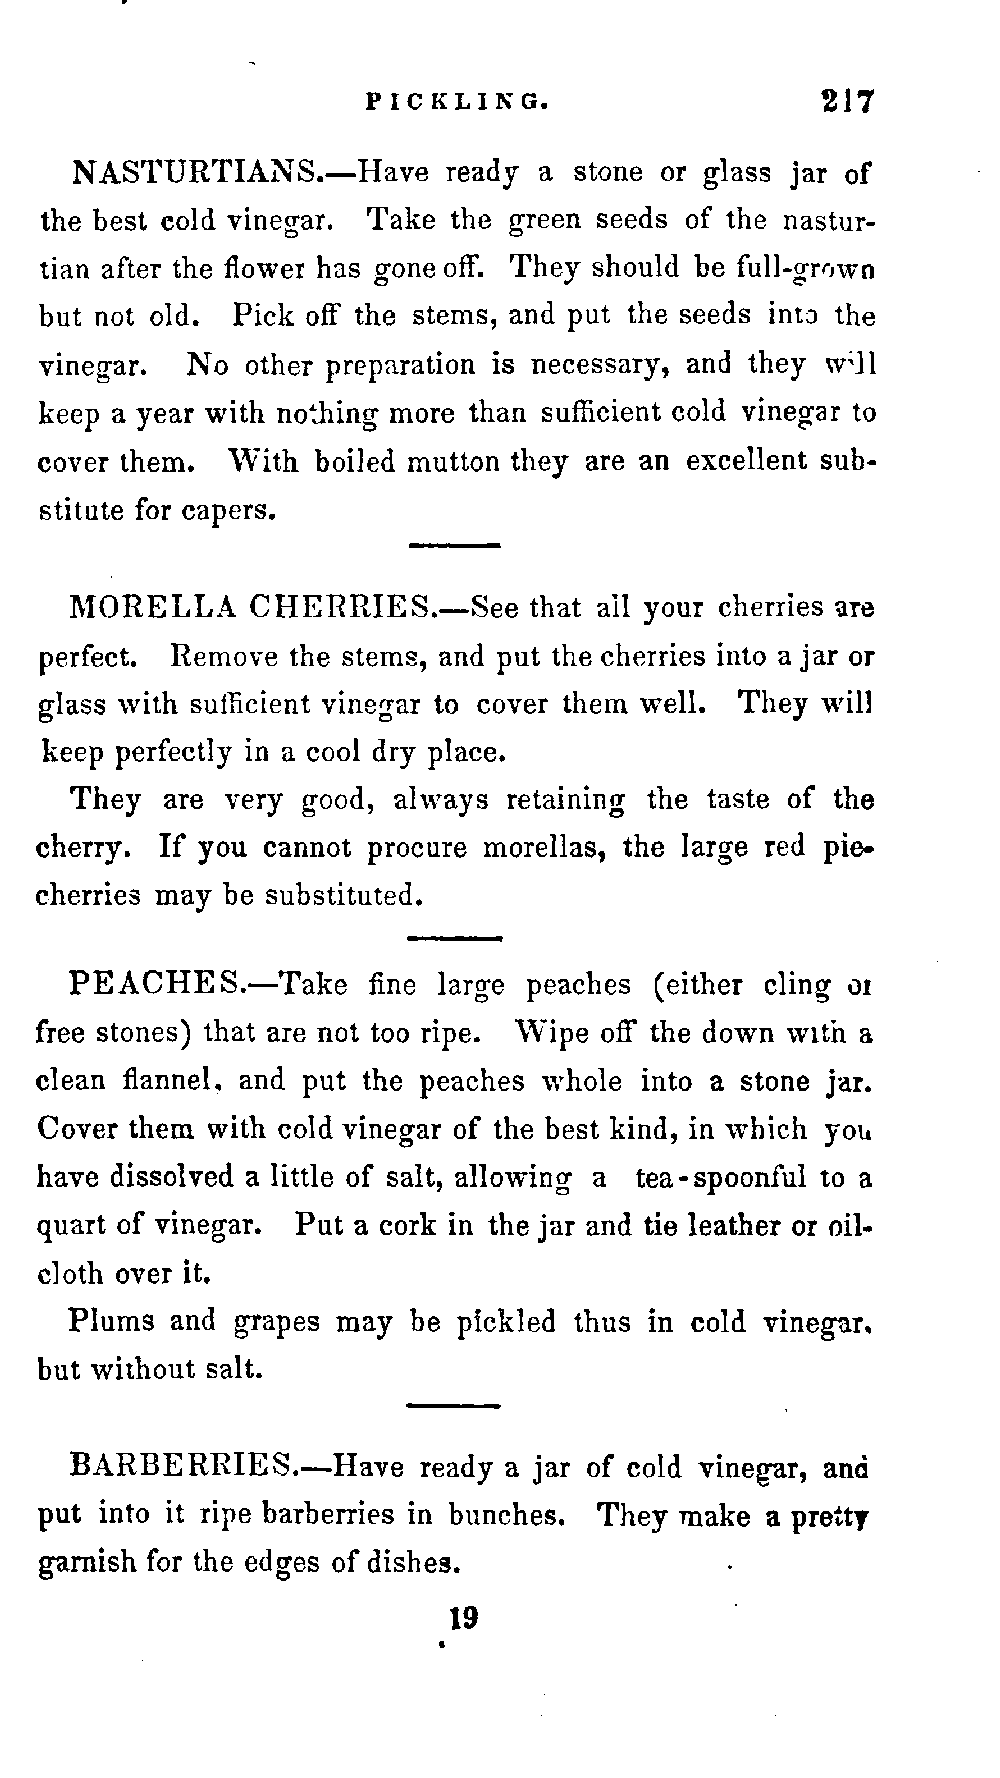 PICKLING. 217
NASTURTIANS.—Have ready a stone or glass jar of
the best cold vinegar. Take the green seeds of the nastur-
tian after the flower has gone off. They should be full-grown
but not old. Pick off the stems, and put the seeds into the
vinegar. No other preparation is necessary, and they will
keep a year with nothing more than sufficient cold vinegar to
cover them. With boiled mutton they are an excellent sub-
stitute for capers.
MORELLA CHERRIES.—See that all your cherries are
perfect. Remove the stems, and put the cherries into a jar or
glass with sufficient vinegar to cover them well. They will
keep perfectly in a cool dry place.
They are very good, always retaining the taste of the
cherry. If you cannot procure morellas, the large red pie-
cherries may be substituted.
PEACHES.—Take fine large peaches (either cling or
free stones) that are not too ripe. Wipe off the down with a
clean flannel, and put the peaches whole into a stone jar.
Cover them with cold vinegar of the best kind, in which you
have dissolved a little of salt, allowing a tea-spoonful to a
quart of vinegar. Put a cork in the jar and tie leather or oil-
cloth over it.
Plums and grapes may be pickled thus in cold vinegar,
but without salt.
BARBERRIES.—Have ready a jar of cold vinegar, and
put into it ripe barberries in bunches. They make a pretty
garnish for the edges of dishes.
19